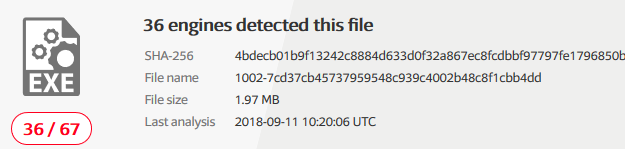 36 engines detected this file
SHA-256 4bdecb01b9f13242c8884d633d0f32a867ec8fcdbbf97797fe1796850b
File name 1002-7cd37cb45737959548c939c4002b48c8f1cbb4dd
File size 1.97 MB
Last analysis 2018-09-11 10:20:06 UTC
EXE
36 / 67